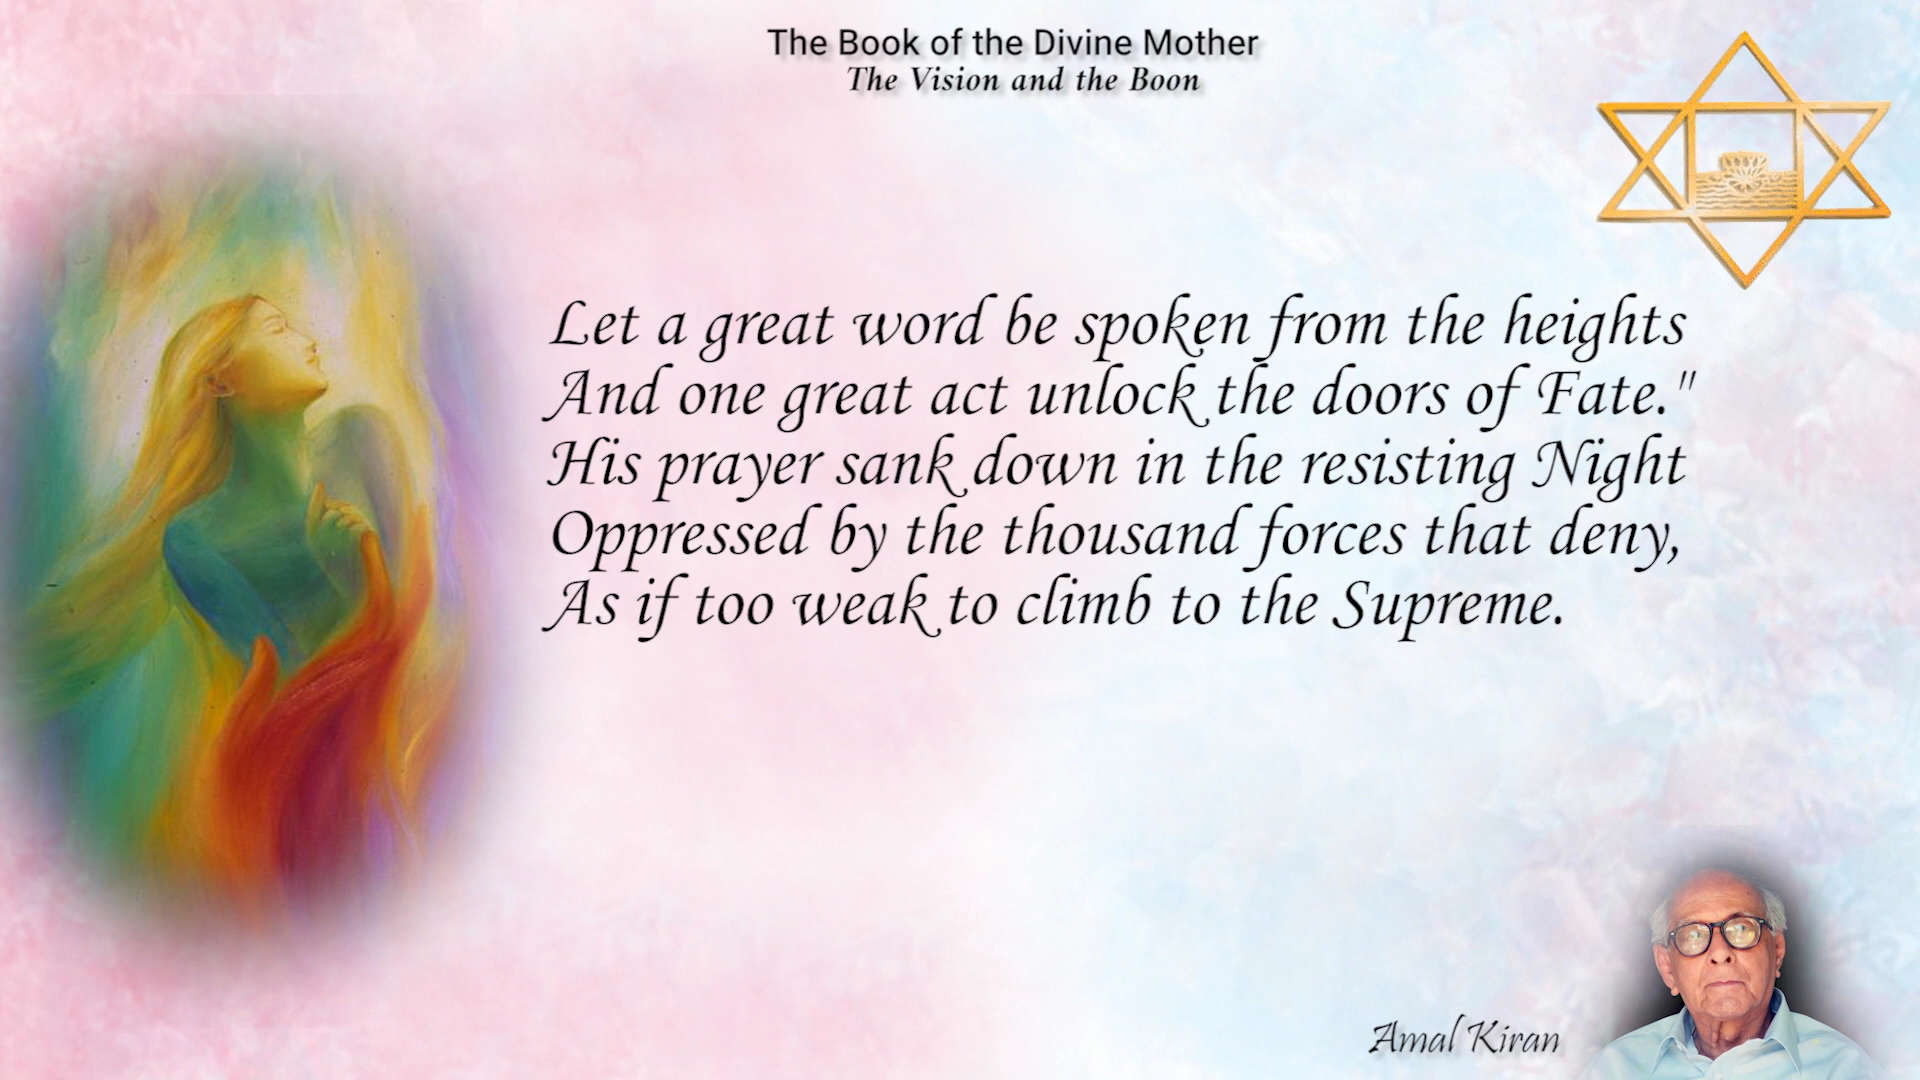 The Book of the Divine Mother
The Vision and the Boon
Let a great word be spoken from the heights
And one great act unlock the doors of Fate."
His prayer sank down in the resisting Night
Oppressed by the thousand forces that deny,
As if too weak to climb to the Supreme.
Amal Kiran